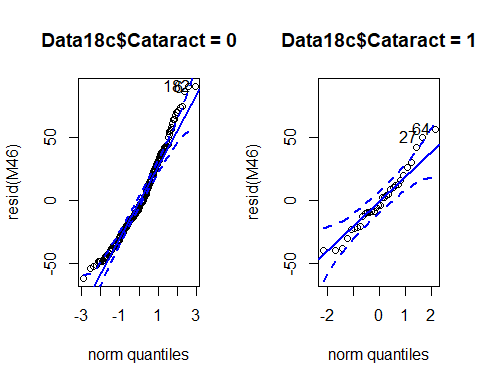 Data18c$Cataract = 0
resid(M46)
50
0
-50
-3
-1
1
3
norm quantiles
Data18c$Cataract = 1
64
27
resid(M46)
50
0
-50
-2
-1
0
1
2
norm quantiles